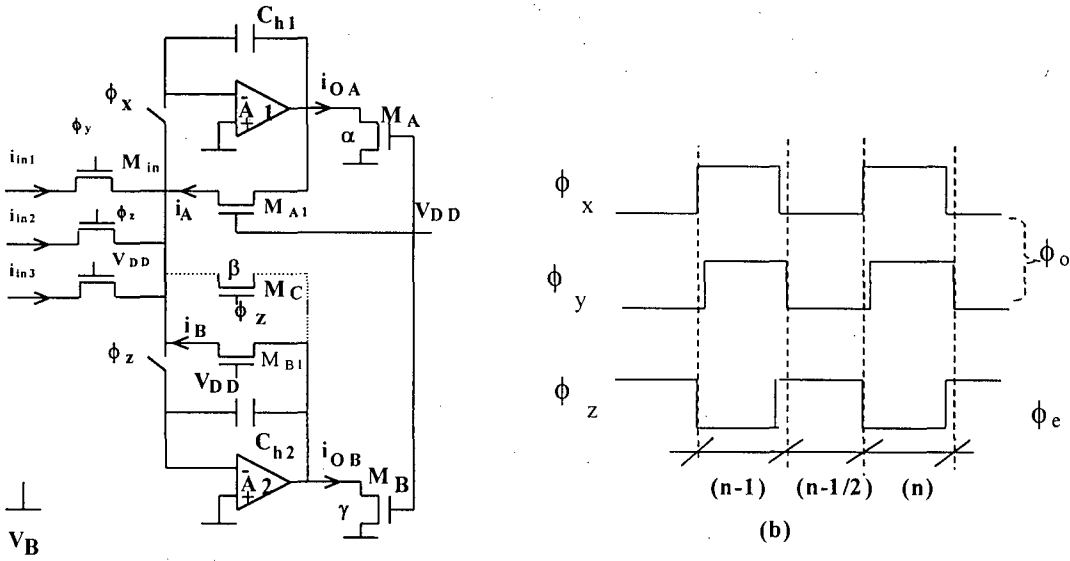 C h1
i OA
ϕ x
Ā 1
+
M A
α
ϕ y
i in1
M in
i A
M A1
V DD
i in2
ϕ z
V DD
i in3
β
M C
ϕ z
i B
M B1
V DD
ϕ z
C h2
i OB
M B
Ā 2
+
γ
V B
ϕ x
ϕ o
ϕ y
ϕ z
ϕ e
(n-1)
(n-1/2)
(n)
(b)